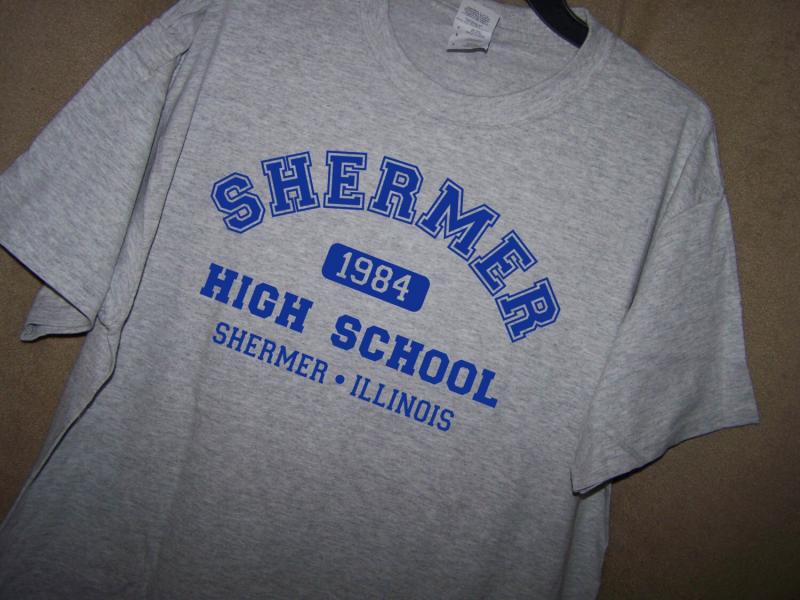 SHERMER
1984
HIGH SCHOOL
SHERMER • ILLINOIS